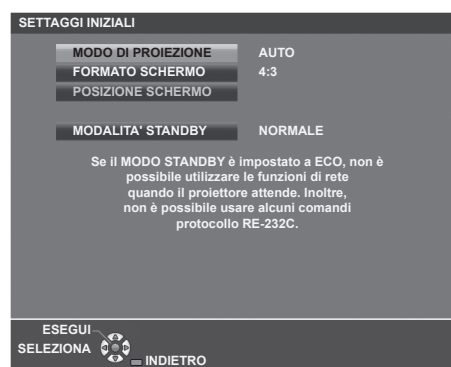 SETTAGGI INIZIALI
MODO DI PROIEZIONE AUTO
FORMATO SCHERMO 4:3
POSIZIONE SCHERMO
MODALITA' STANDBY NORMALE
Se il MODO STANDBY è impostato a ECO, non è
possibile utilizzare le funzioni di rete
quando il proiettore attende. Inoltre,
non è possibile usare alcuni comandi
protocollo RE-232C.
ESEGUI
SELEZIONA
INDIETRO